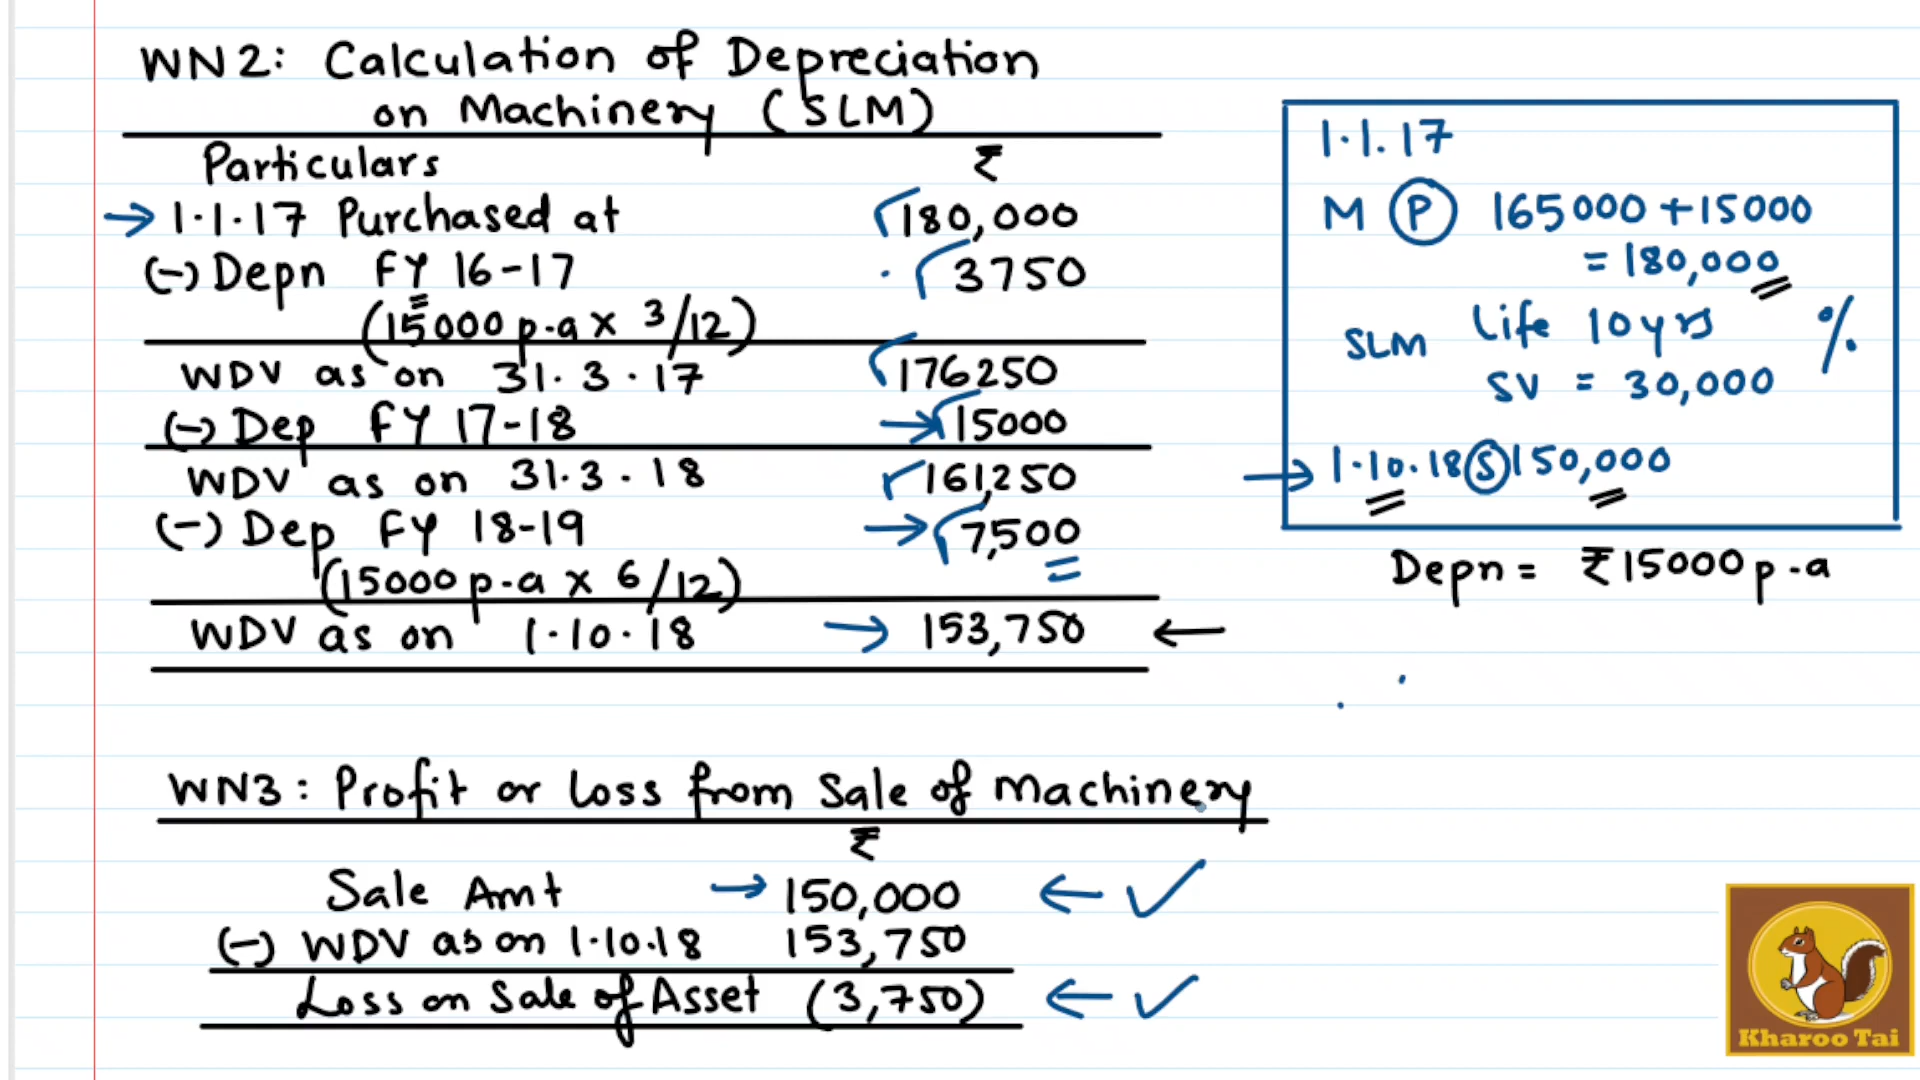 WN2: Calculation of Depreciation
on Machinery (SLM)
Particulars ₹
→ 1.1.17 Purchased at 180,000
(-) Depn FY 16-17 3750
(15000 p.a x 3/12)
WDV as on 31.3.17 176250
(-) Dep FY 17-18 → 15000
WDV as on 31.3.18 161,250
(-) Dep FY 18-19 → 7,500
(15000 p.a x 6/12)
WDV as on 1.10.18 → 153,750 ←
WN3: Profit or Loss from Sale of Machinery
₹
Sale Amt → 150,000 ← ✓
(-) WDV as on 1.10.18 153,750
Loss on Sale of Asset (3,750) ← ✓
1.1.17
M (P) 165000 + 15000
= 180,000
SLM Life 10 yrs %
SV = 30,000
→ 1.10.18 (S) 150,000
Depn = ₹15000 p.a
Kharoo Tai